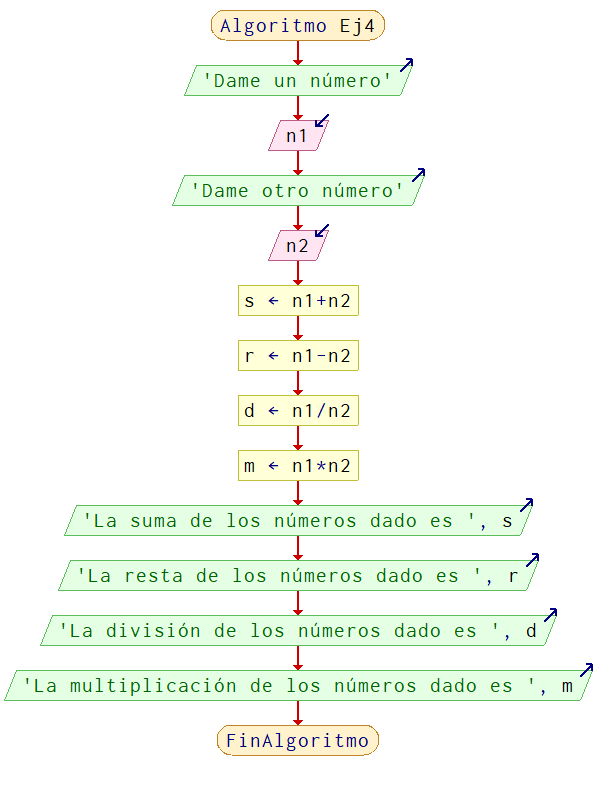 Algoritmo Ej4
'Dame un número'
n1
'Dame otro número'
n2
s ← n1+n2
r ← n1-n2
d ← n1/n2
m ← n1*n2
'La suma de los números dado es ', s
'La resta de los números dado es ', r
'La división de los números dado es ', d
'La multiplicación de los números dado es ', m
FinAlgoritmo